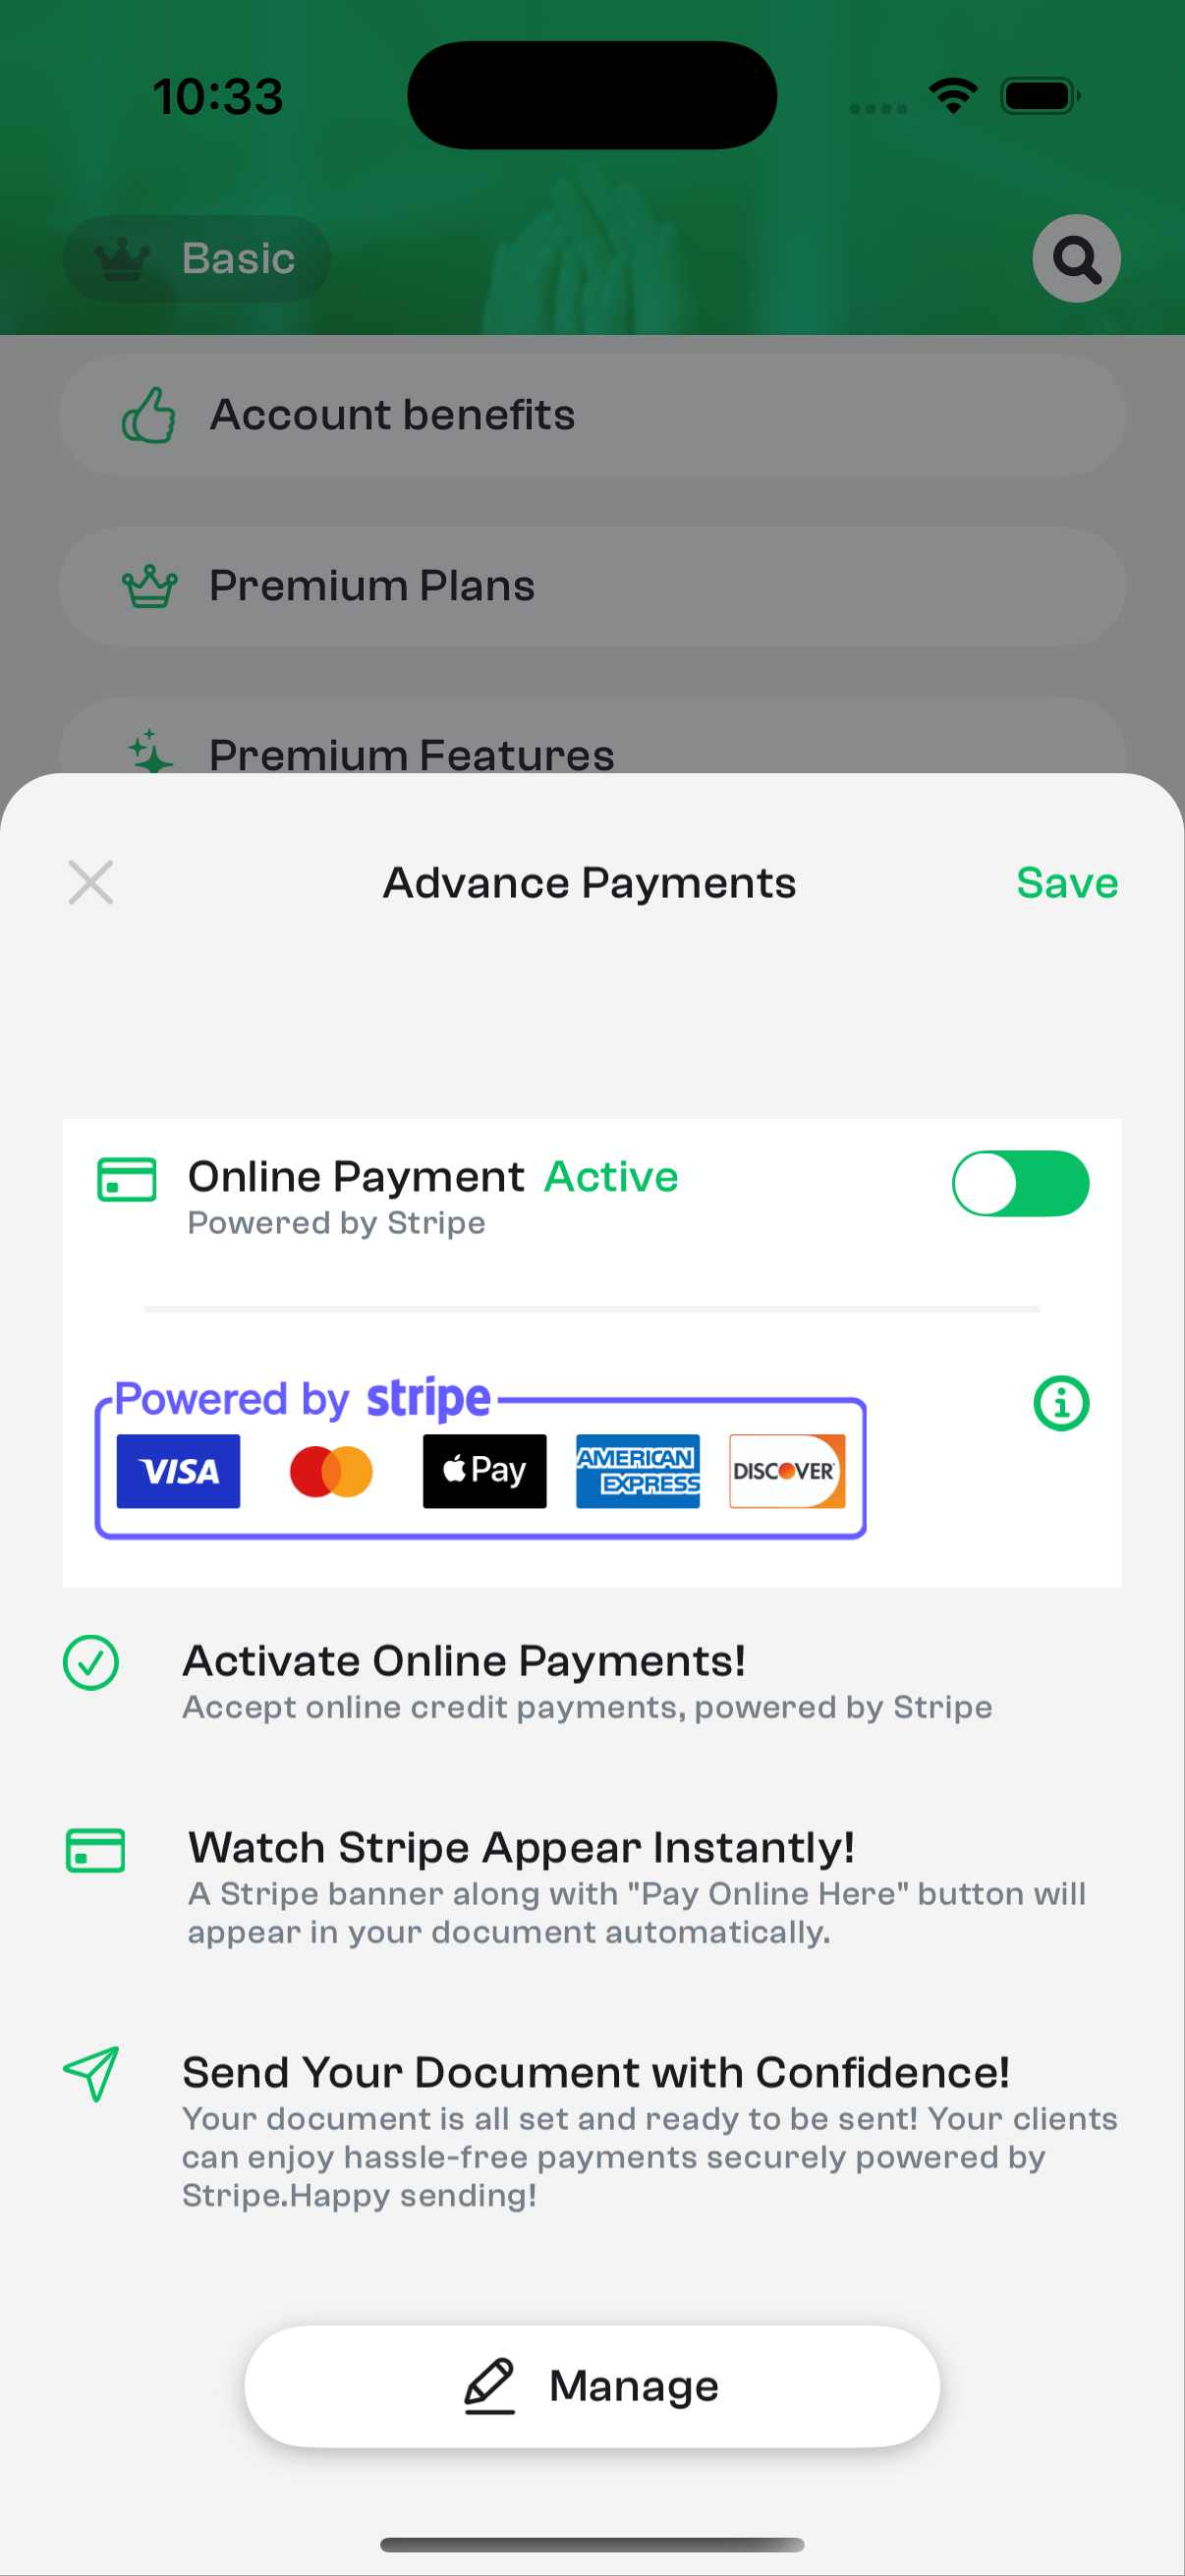 10:33
Basic
Account benefits
Premium Plans
Premium Features
Advance Payments
Save
Online Payment Active
Powered by Stripe
Powered by stripe
VISA
Pay
AMERICAN
EXPRESS
DISCOVER
Activate Online Payments!
Accept online credit payments, powered by Stripe
Watch Stripe Appear Instantly!
A Stripe banner along with "Pay Online Here" button will
appear in your document automatically.
Send Your Document with Confidence!
Your document is all set and ready to be sent! Your clients
can enjoy hassle-free payments securely powered by
Stripe.Happy sending!
Manage